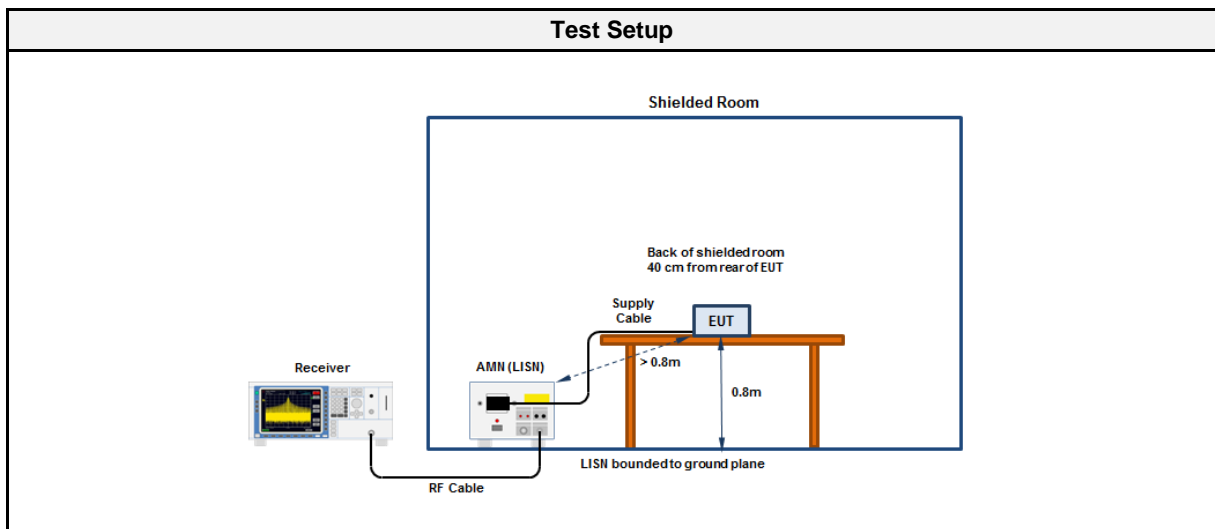 Test Setup
Shielded Room
Back of shielded room
40 cm from rear of EUT
Supply
Cable
EUT
> 0.8m
AMN (LISN)
Receiver
0.8m
LISN bounded to ground plane
RF Cable